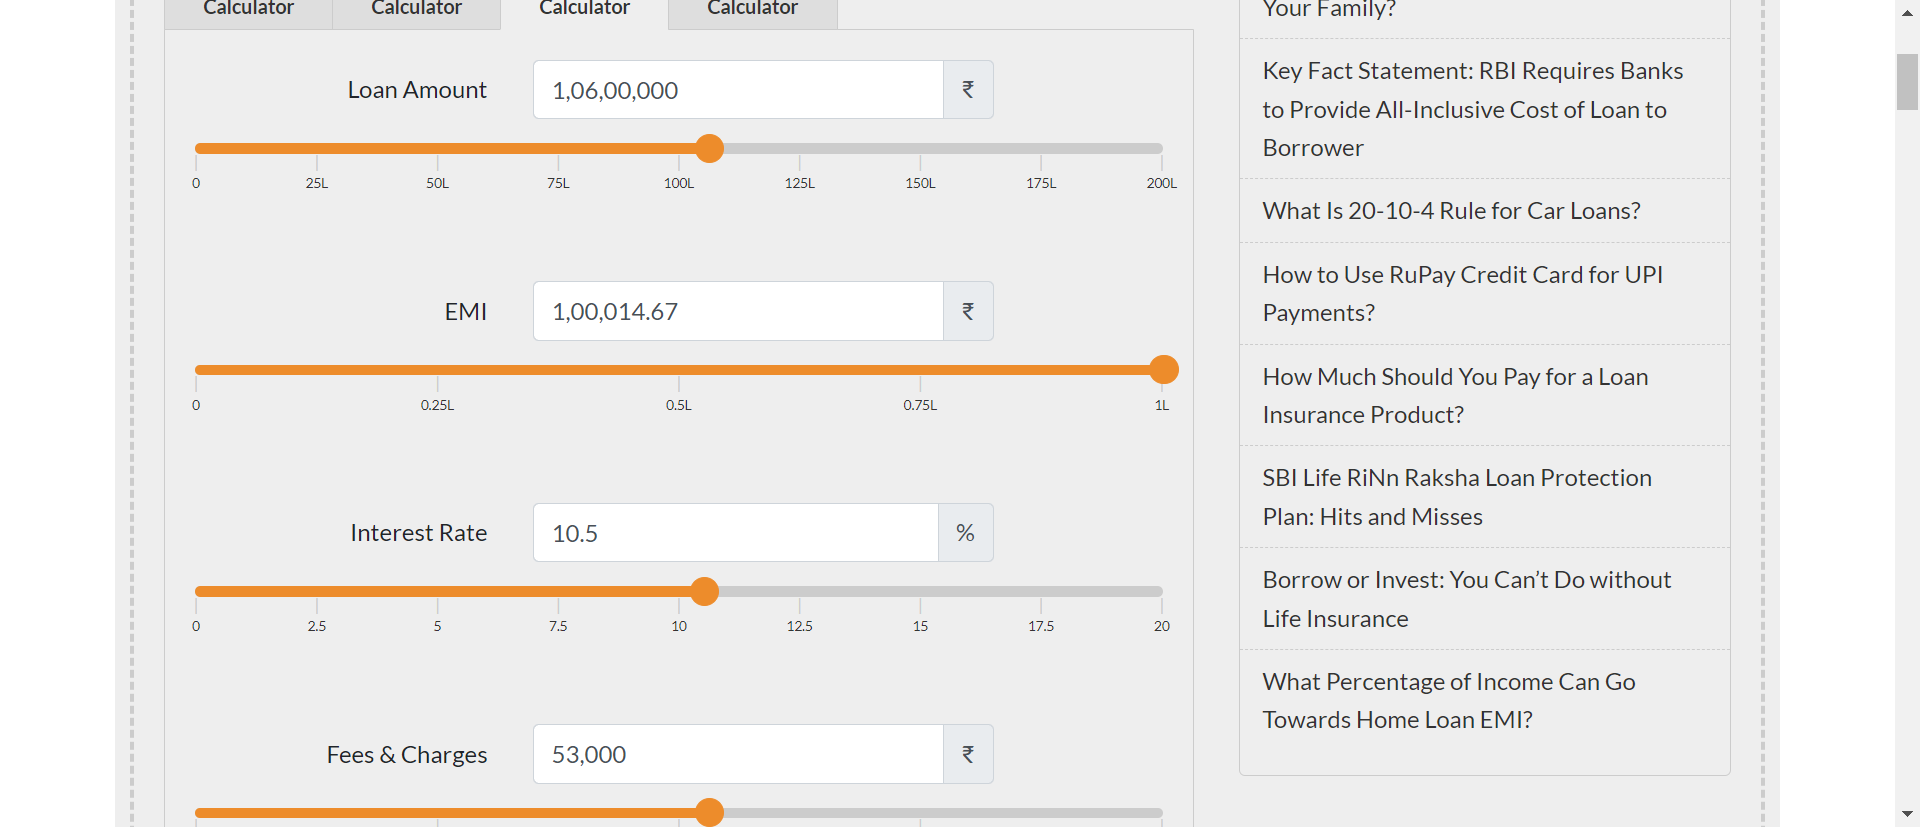 Calculator Calculator Calculator Calculator
Loan Amount 1,06,00,000 ₹
0 25L 50L 75L 100L 125L 150L 175L 200L
EMI 1,00,014.67 ₹
0 0.25L 0.5L 0.75L 1L
Interest Rate 10.5 %
0 2.5 5 7.5 10 12.5 15 17.5 20
Fees & Charges 53,000 ₹
Your Family?
Key Fact Statement: RBI Requires Banks
to Provide All-Inclusive Cost of Loan to
Borrower
What Is 20-10-4 Rule for Car Loans?
How to Use RuPay Credit Card for UPI
Payments?
How Much Should You Pay for a Loan
Insurance Product?
SBI Life RiNn Raksha Loan Protection
Plan: Hits and Misses
Borrow or Invest: You Can’t Do without
Life Insurance
What Percentage of Income Can Go
Towards Home Loan EMI?